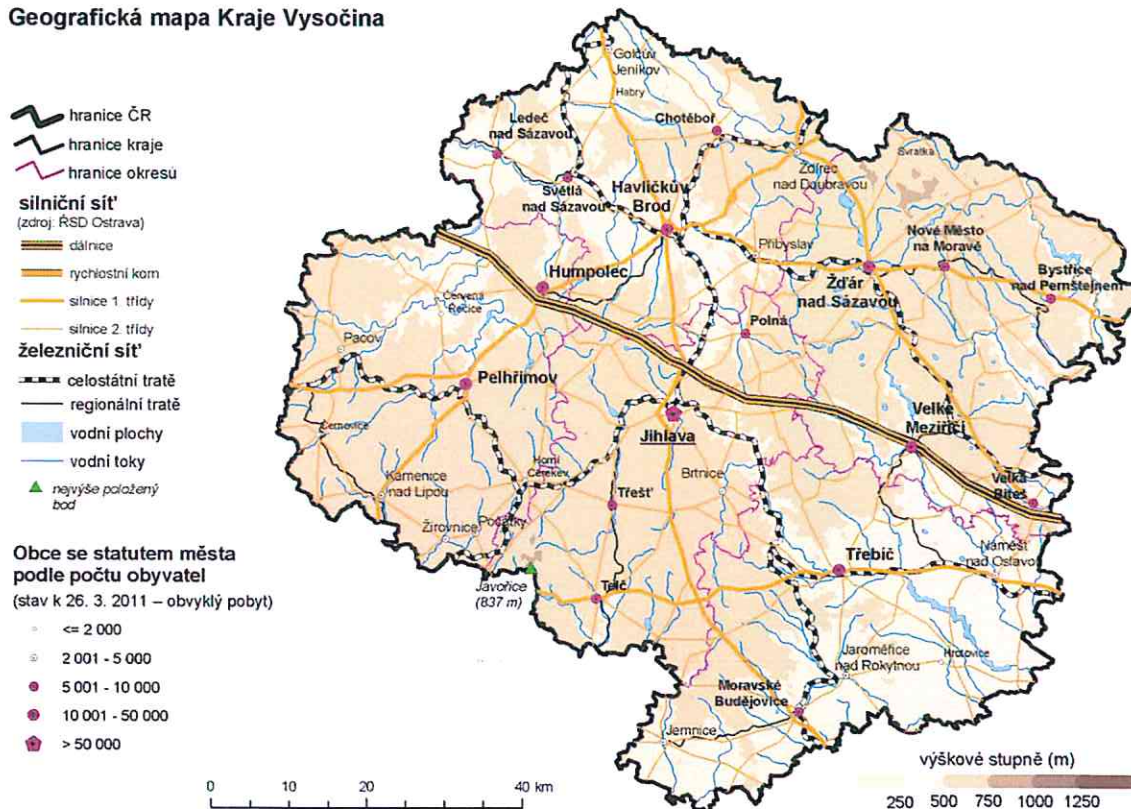 Geografická mapa Kraje Vysočina
hranice ČR
hranice kraje
hranice okresů
silniční síť
(zdroj: ŘSD Ostrava)
dálnice
rychlostní kom
silnice 1. třídy
silnice 2. třídy
železniční síť
celostátní tratě
regionální tratě
vodní plochy
vodní toky
nejvýše položený
bod
Obce se statutem města
podle počtu obyvatel
(stav k 26. 3. 2011 – obvyklý pobyt)
<= 2 000
2 001 - 5 000
5 001 - 10 000
10 001 - 50 000
> 50 000
Golčův
Jeníkov
Habry
Ledeč
nad Sázavou
Chotěboř
Světlá
nad Sázavou
Havlíčkův
Brod
Ždírec
nad Doubravou
Svratka
Přibyslav
Nové Město
na Moravě
Žďár
nad Sázavou
Bystřice
nad Pernštejnem
Humpolec
Červená
Řečice
Polná
Pacov
Pelhřimov
Jihlava
Velké
Meziříčí
Černovice
Kamenice
nad Lipou
Horní
Cerekev
Brtnice
Třešť
Velká
Bíteš
Žirovnice
Počátky
Třebíč
Náměšť
nad Oslavou
Javořice
(837 m)
Telč
Jaroměřice
nad Rokytnou
Hrotovice
Moravské
Budějovice
Jemnice
0 10 20 40 km
výškové stupně (m)
250 500 750 1000 1250